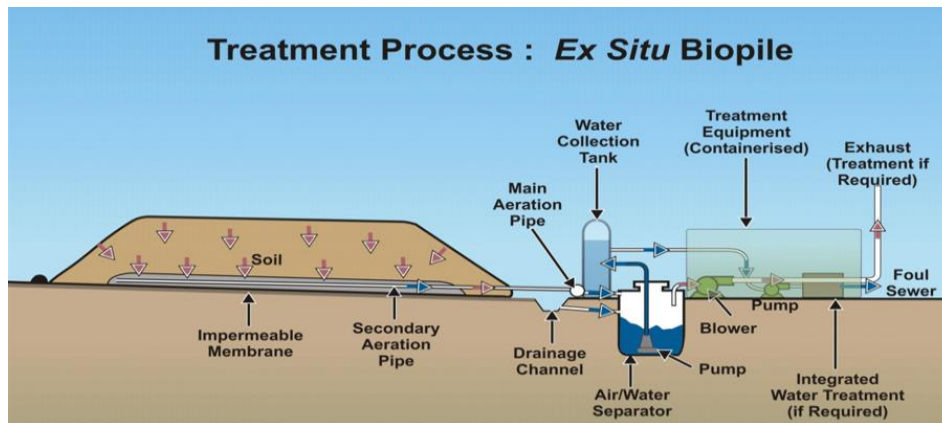 Treatment Process : Ex Situ Biopile
Water
Collection
Tank
Treatment
Equipment
(Containerised)
Exhaust
(Treatment if
Required)
Main
Aeration
Pipe
Soil
Foul
Sewer
Impermeable
Membrane
Secondary
Aeration
Pipe
Drainage
Channel
Air/Water
Separator
Pump
Blower
Pump
Integrated
Water Treatment
(if Required)